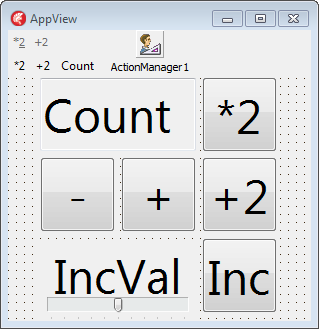 AppView
*2 +2
*2 +2 Count ActionManager1
Count *2
- + +2
IncVal Inc